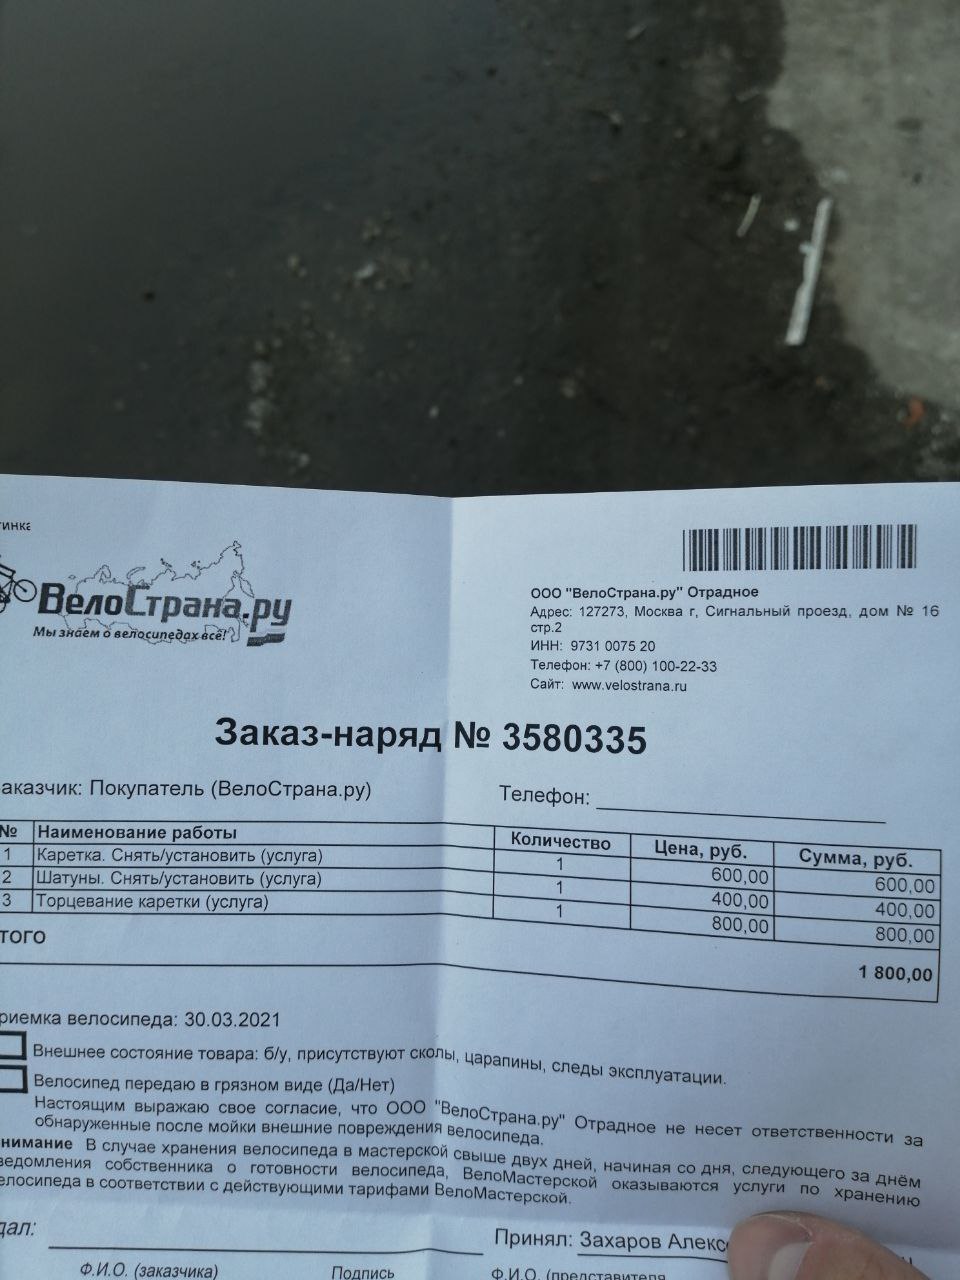 ВелоСтрана.ру
Мы знаем о велосипедах всё!
ООО "ВелоСтрана.ру" Отрадное
Адрес: 127273, Москва г, Сигнальный проезд, дом № 16
стр.2
ИНН: 9731 0075 20
Телефон: +7 (800) 100-22-33
Сайт: www.velostrana.ru
Заказ-наряд № 3580335
аказчик: Покупатель (ВелоСтрана.ру) Телефон:
№ Наименование работы Количество Цена, руб. Сумма, руб.
1 Каретка. Снять/установить (услуга) 1 600,00 600,00
2 Шатуны. Снять/установить (услуга) 1 400,00 400,00
3 Торцевание каретки (услуга) 1 800,00 800,00
ТОГО 1 800,00
риемка велосипеда: 30.03.2021
Внешнее состояние товара: б/у, присутствуют сколы, царапины, следы эксплуатации.
Велосипед передаю в грязном виде (Да/Нет)
Настоящим выражаю свое согласие, что ООО "ВелоСтрана.ру" Отрадное не несет ответственности за
обнаруженные после мойки внешние повреждения велосипеда.
нимание В случае хранения велосипеда в мастерской свыше двух дней, начиная со дня, следующего за днём
ведомления собственника о готовности велосипеда, ВелоМастерской оказываются услуги по хранению
елосипеда в соответствии с действующими тарифами ВелоМастерской.
дал: Принял: Захаров Алекс
Ф.И.О. (заказчика) Подпись Ф.И.О. (представителя